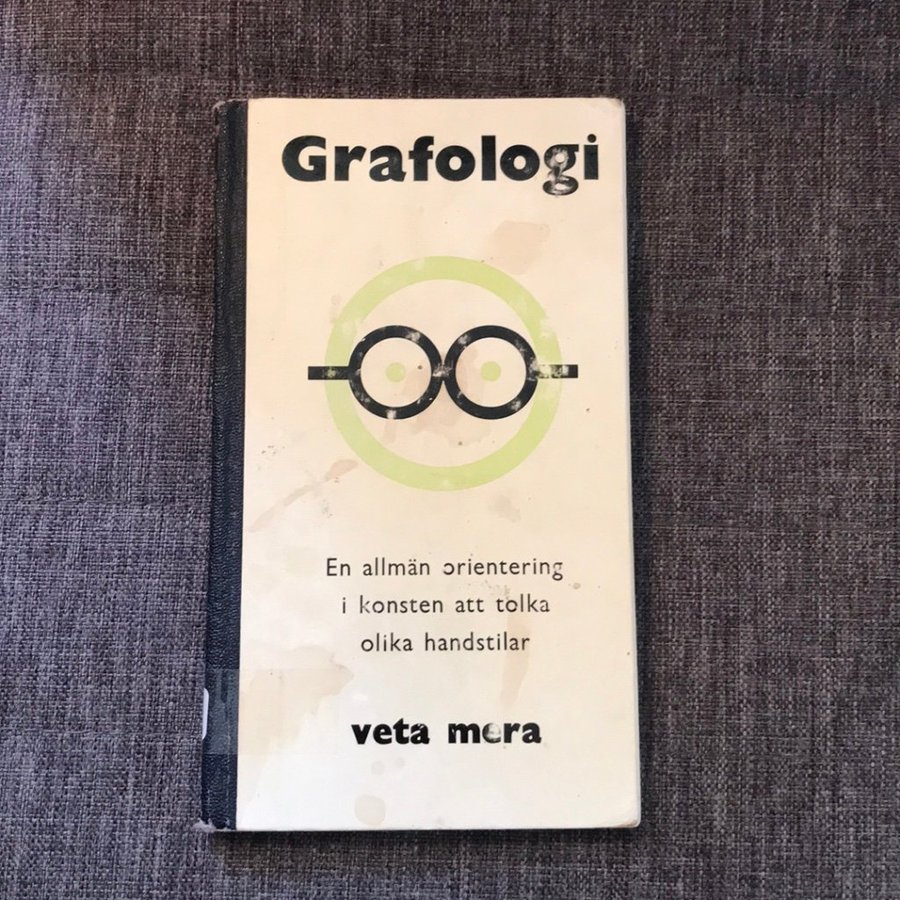 Grafologi
En allmän orientering
i konsten att tolka
olika handstilar
veta mera